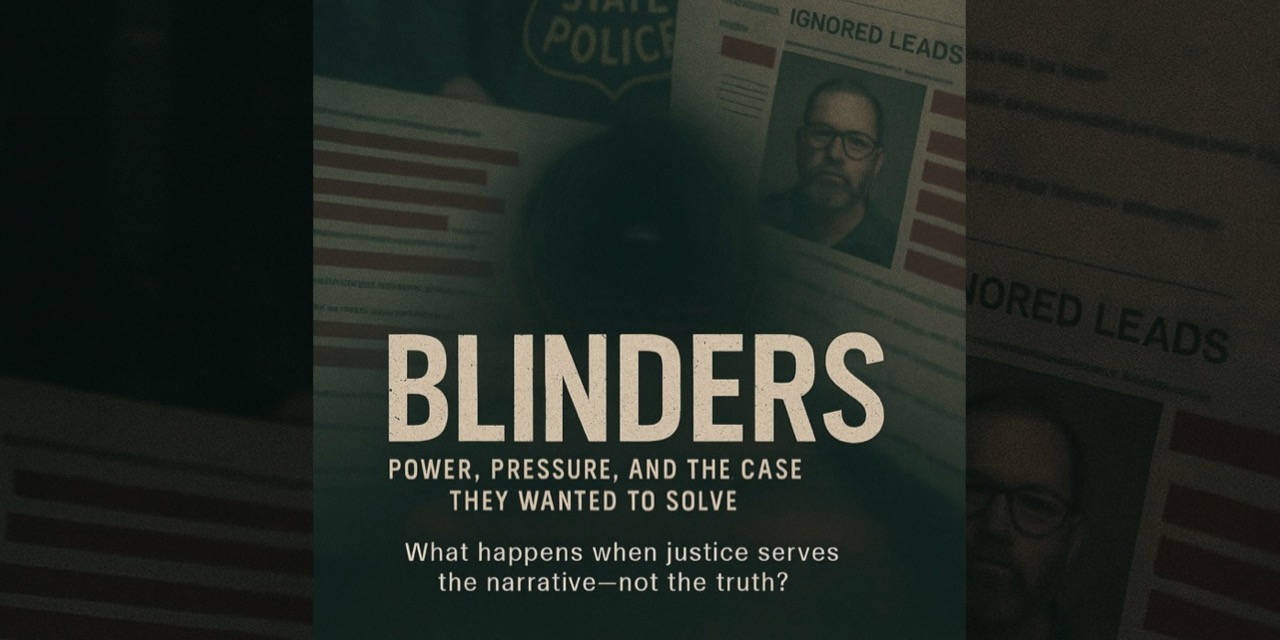 STATE
POLICE
IGNORED LEADS
BLINDERS
POWER, PRESSURE, AND THE CASE
THEY WANTED TO SOLVE
What happens when justice serves
the narrative—not the truth?
NORED LEADS